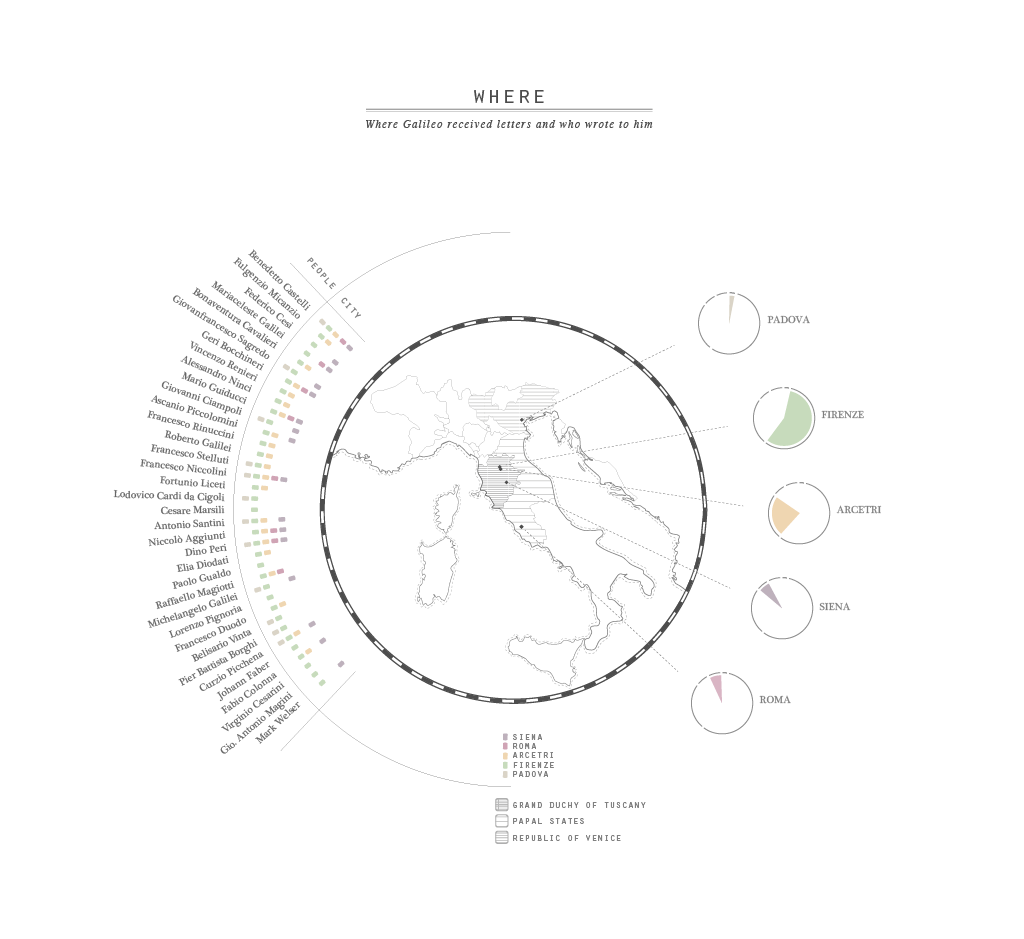 WHERE
Where Galileo received letters and who wrote to him
PEOPLE CITY
Benedetto Castelli
Fulgenzio Micanzio
Federico Cesi
Mariaceleste Galilei
Bonaventura Cavalieri
Giovanfrancesco Sagredo
Geri Bocchineri
Vincenzo Renieri
Alessandro Ninci
Mario Guiducci
Giovanni Ciampoli
Ascanio Piccolomini
Francesco Rinuccini
Roberto Galilei
Francesco Stelluti
Francesco Niccolini
Fortunio Liceti
Lodovico Cardi da Cigoli
Cesare Marsili
Antonio Santini
Niccolò Aggiunti
Dino Peri
Elia Diodati
Paolo Gualdo
Raffaello Magiotti
Michelangelo Galilei
Lorenzo Pignoria
Francesco Duodo
Belisario Vinta
Pier Battista Borghi
Curzio Picchena
Johann Faber
Fabio Colonna
Virginio Cesarini
Gio. Antonio Magini
Mark Welser
PADOVA
FIRENZE
ARCETRI
SIENA
ROMA
SIENA
ROMA
ARCETRI
FIRENZE
PADOVA
GRAND DUCHY OF TUSCANY
PAPAL STATES
REPUBLIC OF VENICE